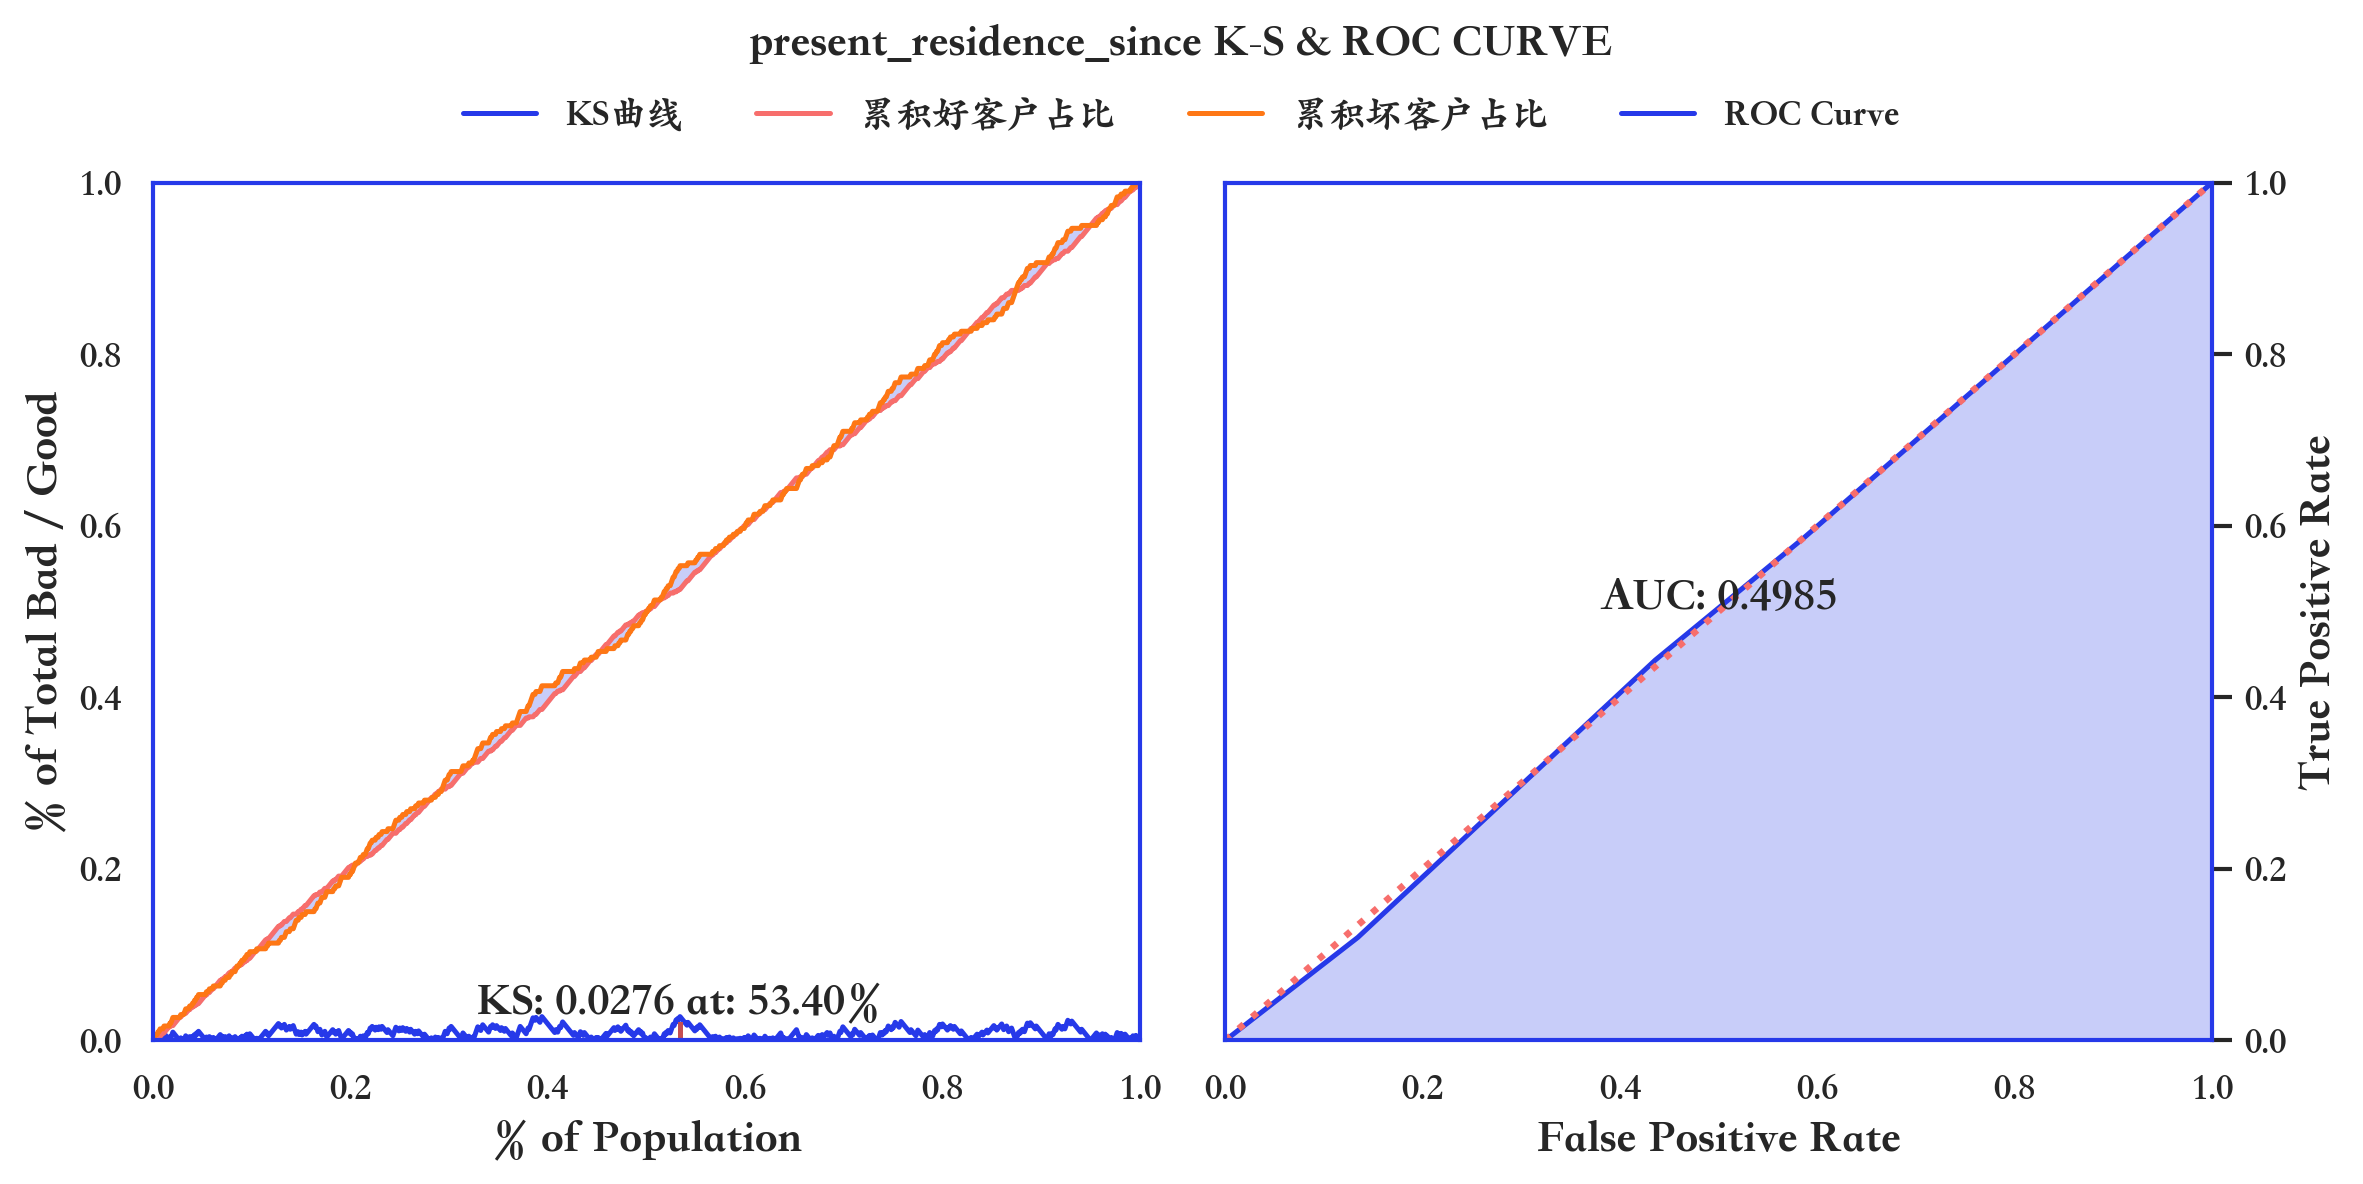 present_residence_since K-S & ROC CURVE
KS曲线 累积好客户占比 累积坏客户占比 ROC Curve
% of Total Bad / Good
1.0
0.8
0.6
0.4
0.2
0.0
KS: 0.0276 at: 53.40%
0.0 0.2 0.4 0.6 0.8 1.0
% of Population
AUC: 0.4985
1.0
0.8
0.6
0.4
0.2
0.0
True Positive Rate
0.0 0.2 0.4 0.6 0.8 1.0
False Positive Rate